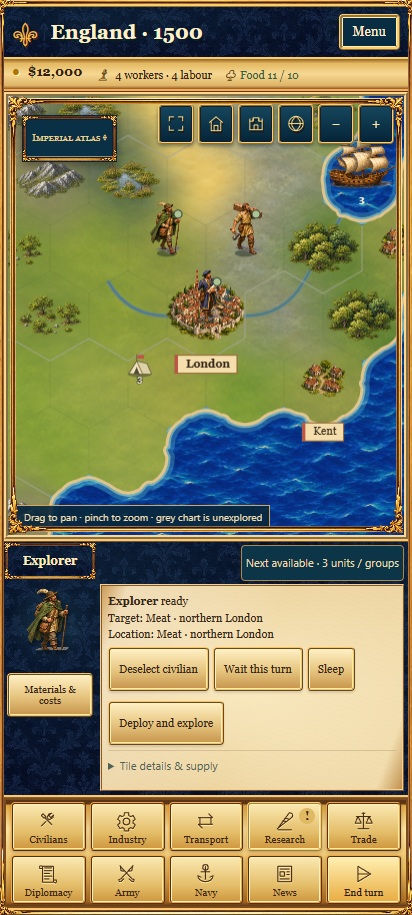 England · 1500
Menu
$12,000
4 workers · 4 labour
Food 11 / 10
IMPERIAL ATLAS
−
+
3
London
3
Kent
Drag to pan · pinch to zoom · grey chart is unexplored
Explorer
Next available · 3 units / groups
Explorer ready
Target: Meat · northern London
Location: Meat · northern London
Deselect civilian
Wait this turn
Sleep
Materials &
costs
Deploy and explore
Tile details & supply
Civilians
Industry
Transport
Research
!
Trade
Diplomacy
Army
Navy
News
End turn